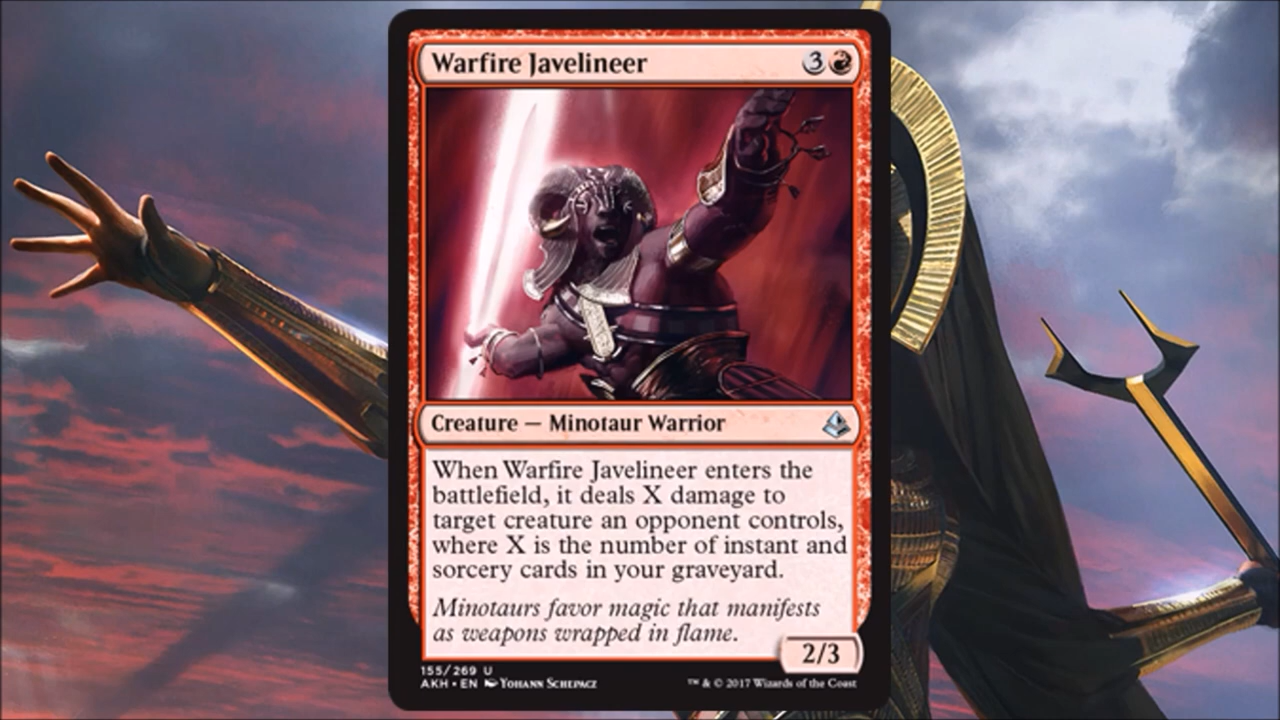 Warfire Javelineer 3
Creature — Minotaur Warrior
When Warfire Javelineer enters the
battlefield, it deals X damage to
target creature an opponent controls,
where X is the number of instant and
sorcery cards in your graveyard.
Minotaurs favor magic that manifests
as weapons wrapped in flame.
2/3
155/269 U
AKH • EN Yohann Schepacz ™ & © 2017 Wizards of the Coast